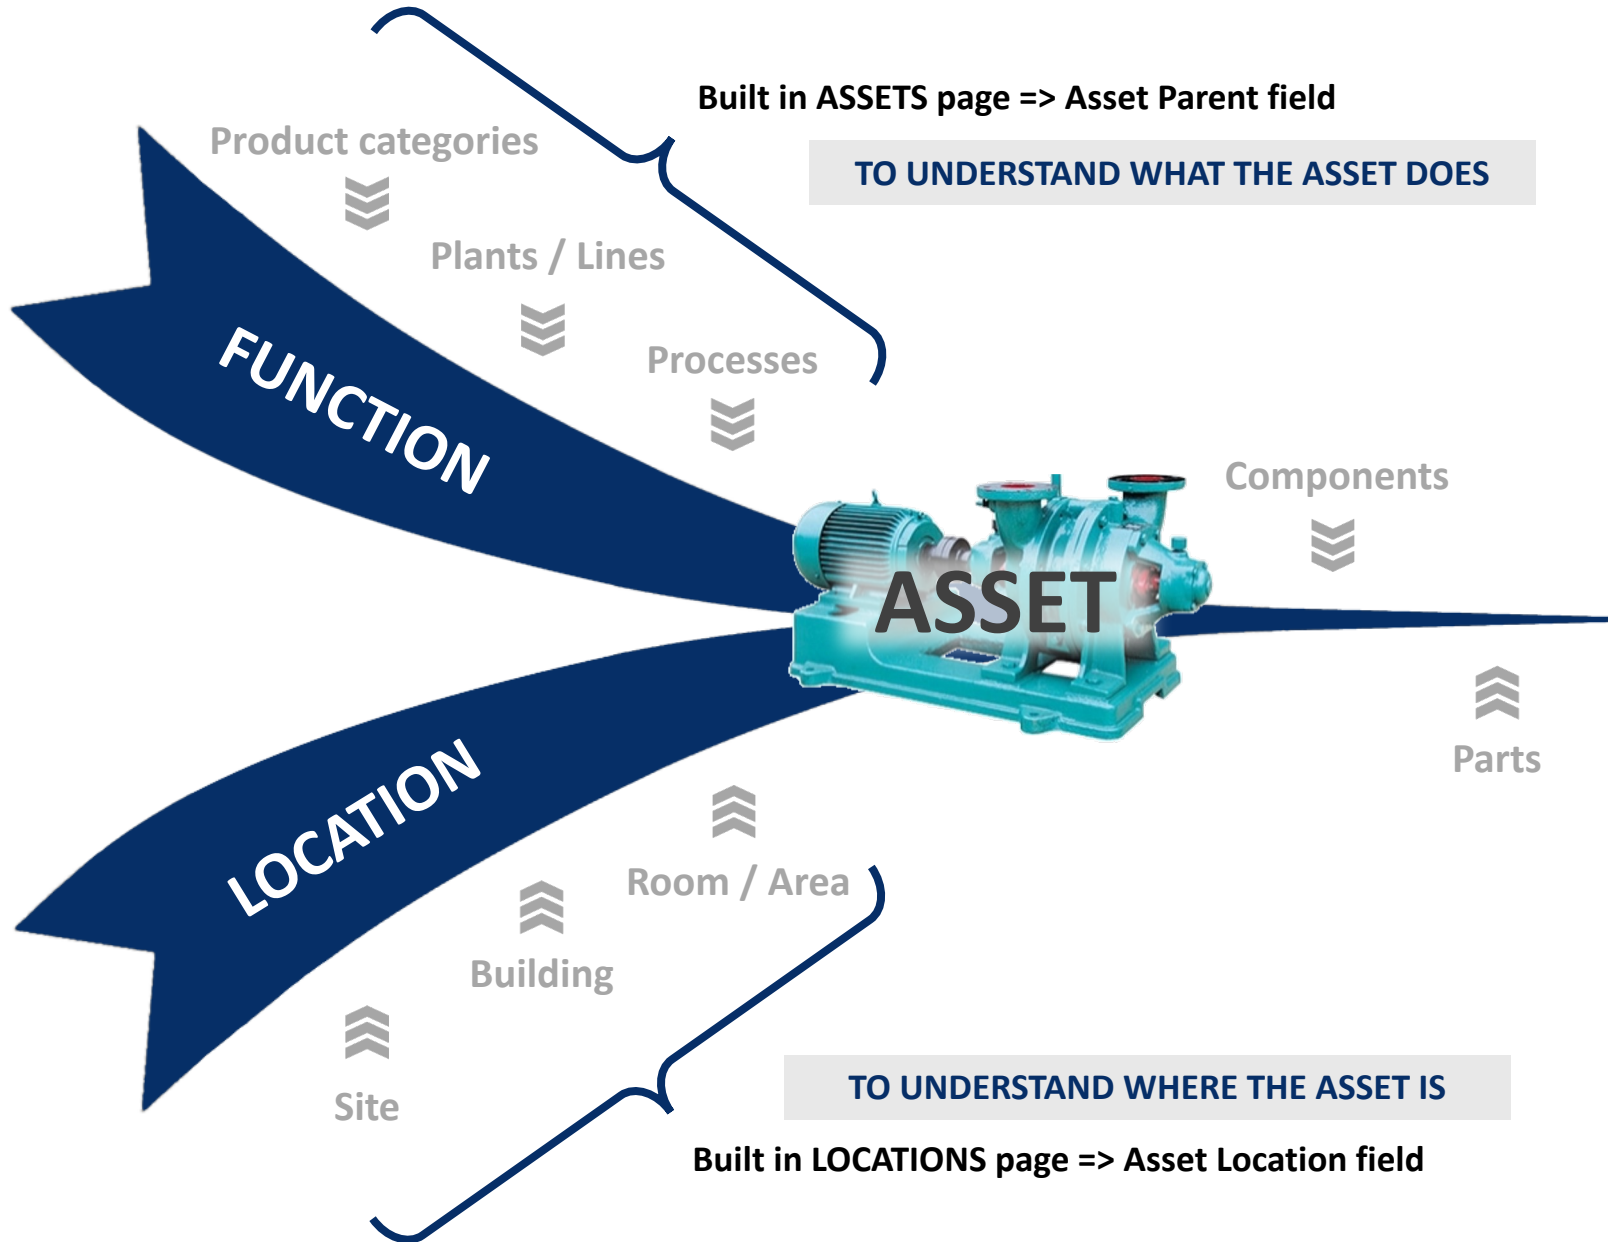 Built in ASSETS page => Asset Parent field
Product categories
TO UNDERSTAND WHAT THE ASSET DOES
Plants / Lines
FUNCTION
Processes
Components
ASSET
Parts
LOCATION
Room / Area
Building
Site
TO UNDERSTAND WHERE THE ASSET IS
Built in LOCATIONS page => Asset Location field